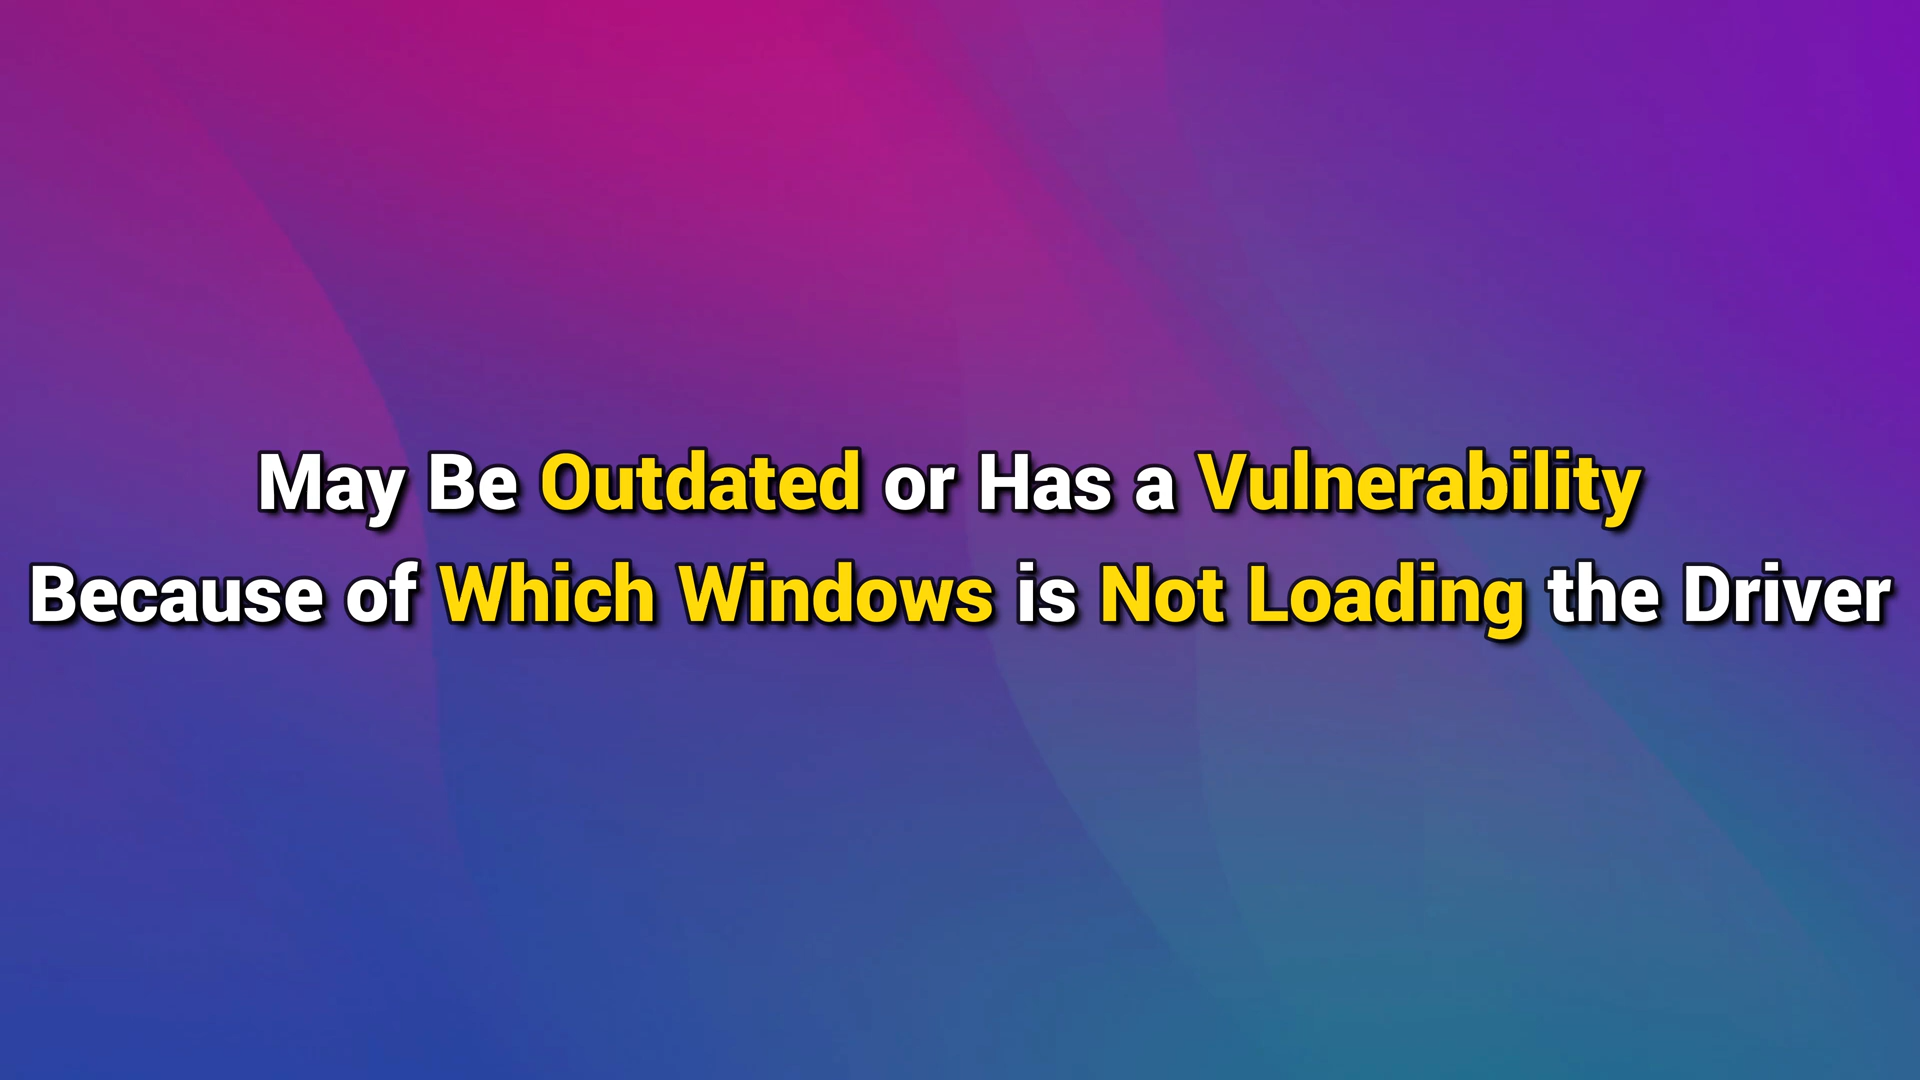 May Be Outdated or Has a Vulnerability
Because of Which Windows is Not Loading the Driver